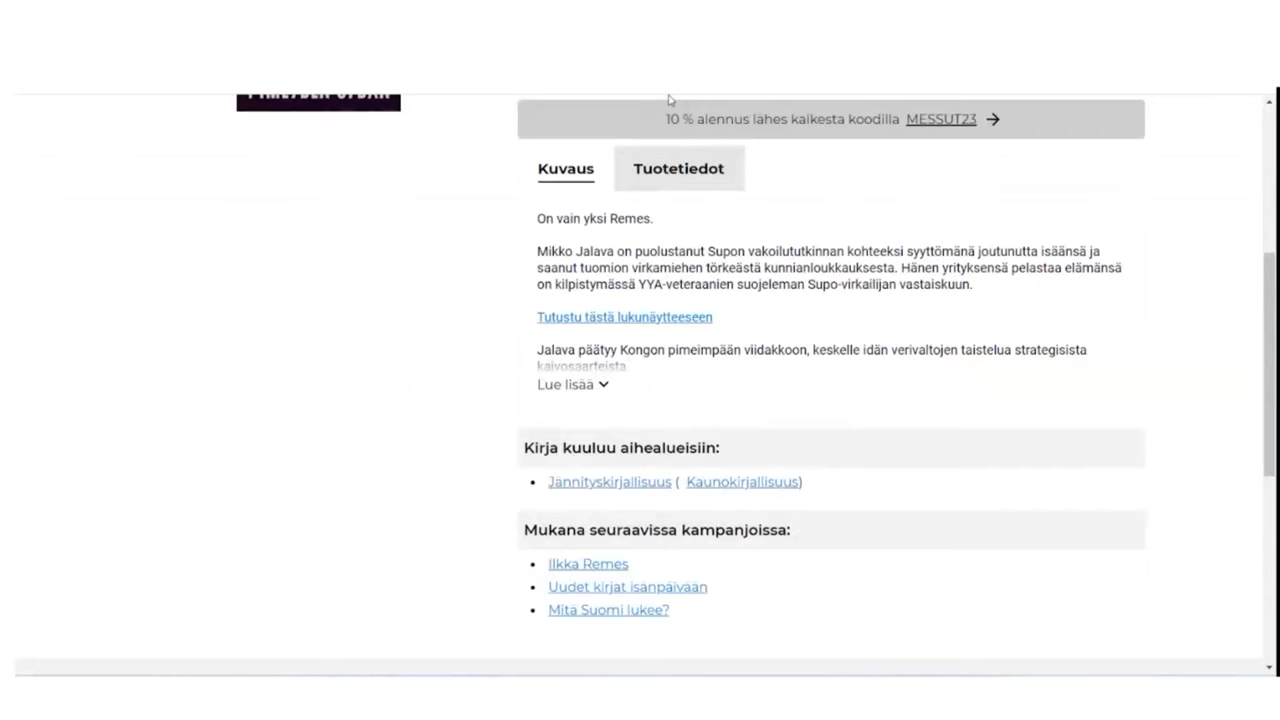 10 % alennus lähes kaikesta koodilla MESSUT23
Kuvaus
Tuotetiedot
On vain yksi Remes.
Mikko Jalava on puolustanut Supon vakoilututkinnan kohteeksi syyttömänä joutunutta isäänsä ja
saanut tuomion virkamiehen törkeästä kunnianloukkauksesta. Hänen yrityksensä pelastaa elämänsä
on kilpistymässä YYA-veteraanien suojeleman Supo-virkailijan vastaiskuun.
Tutustu tästä lukunäytteeseen
Jalava päätyy Kongon pimeimpään viidakkoon, keskelle idän verivaltojen taistelua strategisista
kaivosaarteista
Lue lisää
Kirja kuuluu aihealueisiin:
• Jännityskirjallisuus ( Kaunokirjallisuus)
Mukana seuraavissa kampanjoissa:
• Ilkka Remes
• Uudet kirjat isänpäivään
• Mitä Suomi lukee?